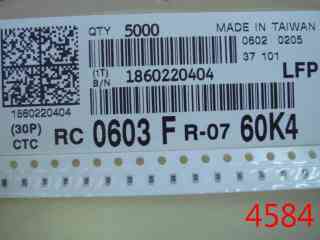 QTY 5000 MADE IN TAIWAN
0602 0205
37 101
(1T) B/N 1860220404 LFP
1860220404
(30P) CTC RC 0603 F R-07 60K4
4584